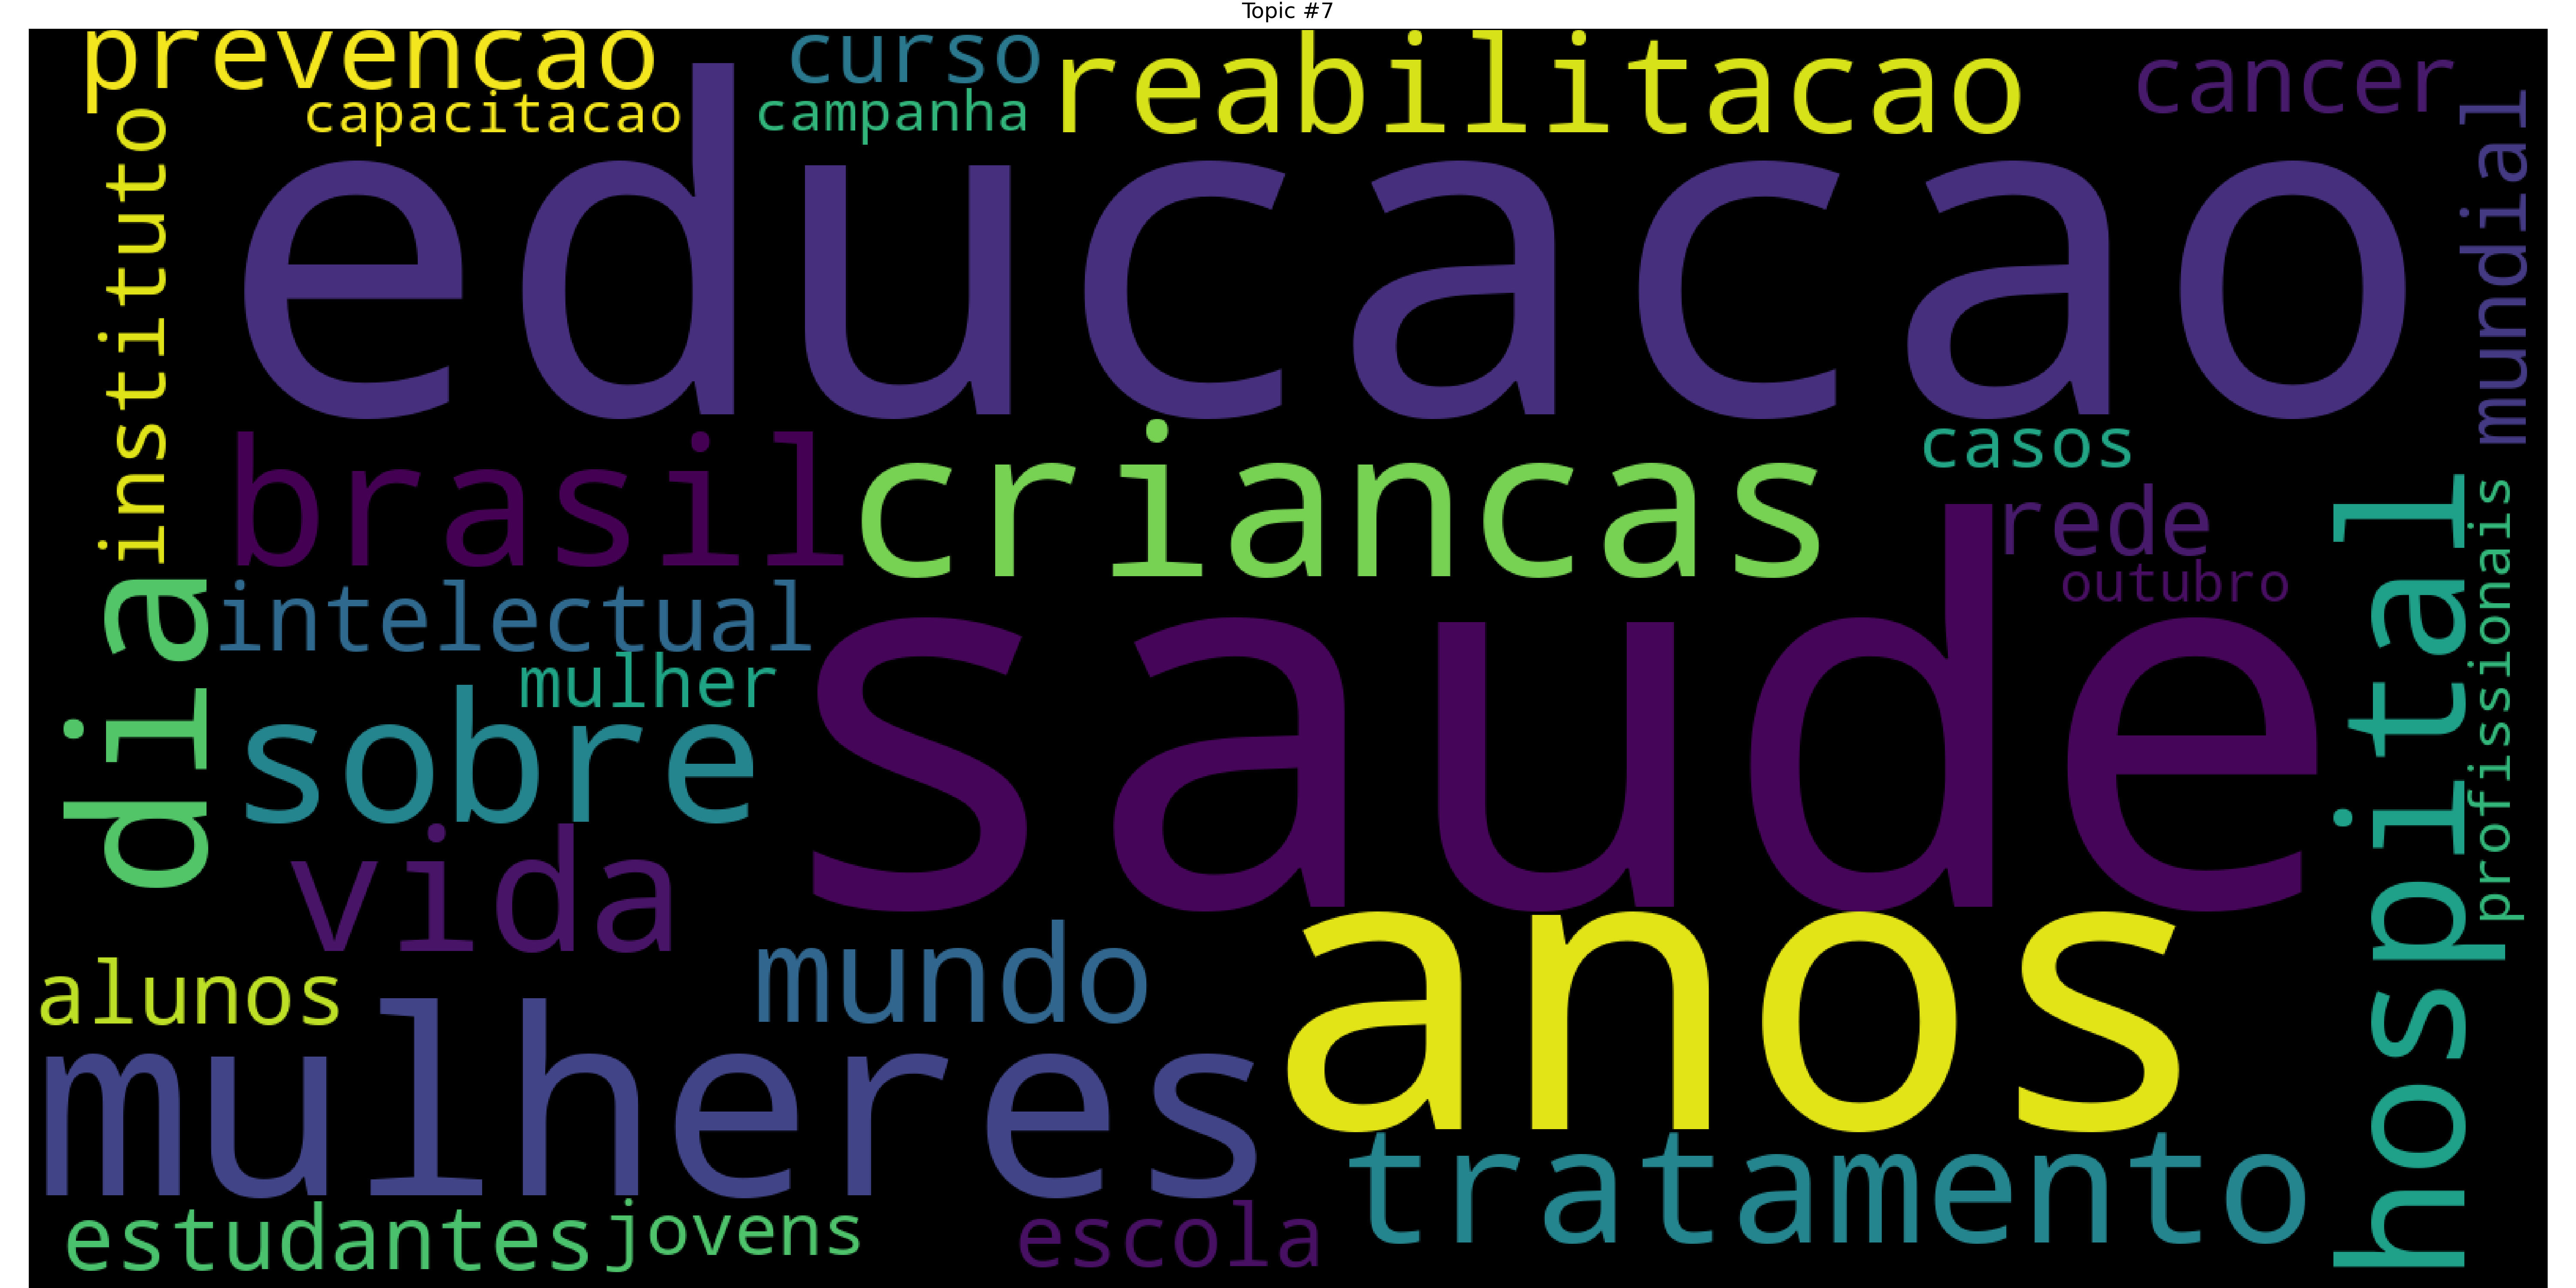 Topic #7
prevencao
curso
reabilitacao
cancer
capacitacao
campanha
instituto
educacao
mundial
brasil
criancas
casos
rede
outubro
intelectual
mulher
saude
hospital
profissionais
dia
sobre
vida
anos
mundo
alunos
mulheres
tratamento
estudantes
jovens
escola